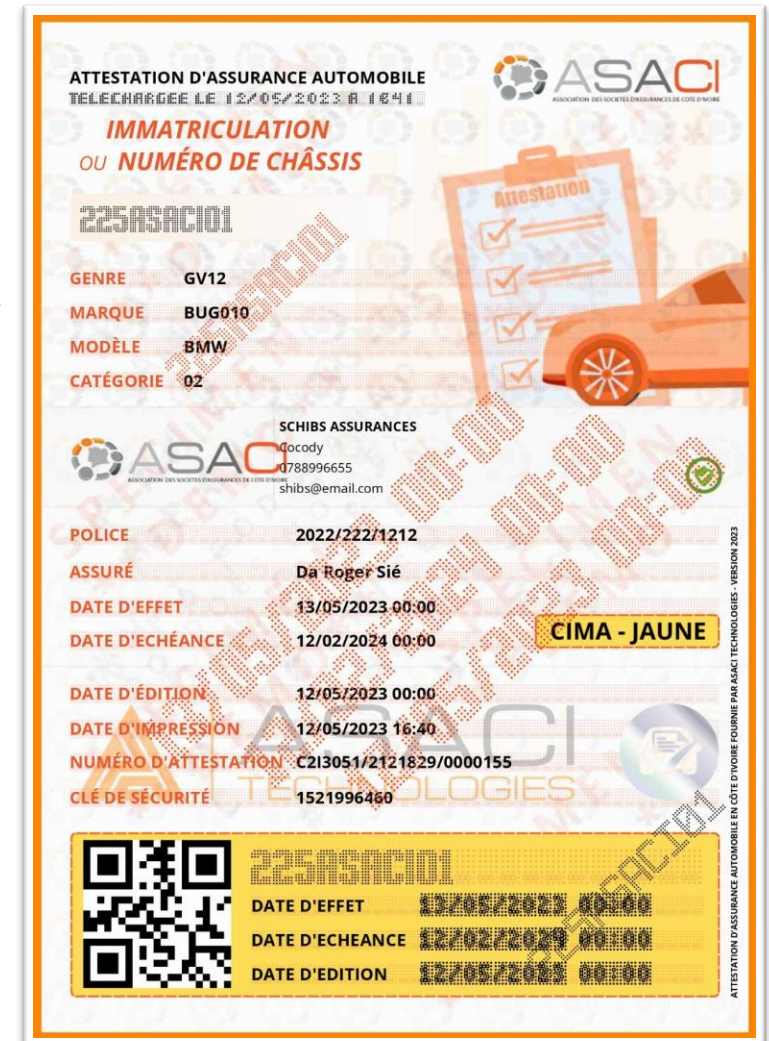 ATTESTATION D'ASSURANCE AUTOMOBILE
TELECHARGEE LE 12/05/2023 A 16:41
ASACI
ASSOCIATION DES SOCIETES D'ASSURANCES DE COTE D'IVOIRE
IMMATRICULATION
OU NUMÉRO DE CHÂSSIS
Attestation
225ASACI01
GENRE GV12
MARQUE BUG010
MODÈLE BMW
CATÉGORIE 02
225ASACI01
ASACI
ASSOCIATION DES SOCIETES D'ASSURANCES DE COTE D'IVOIRE
SCHIBS ASSURANCES
Cocody
0788996655
shibs@email.com
POLICE 2022/222/1212
ASSURÉ Da Roger Sié
DATE D'EFFET 13/05/2023 00:00
DATE D'ECHÉANCE 12/02/2024 00:00
CIMA - JAUNE
DATE D'ÉDITION 12/05/2023 00:00
DATE D'IMPRESSION 12/05/2023 16:40
NUMÉRO D'ATTESTATION C2I3051/2121829/0000155
CLÉ DE SÉCURITÉ 1521996460
ASACI
TECHNOLOGIES
SPECIMEN
225ASACI01
225ASACI01
DATE D'EFFET 13/05/2023 00:00
DATE D'ECHEANCE 12/02/2024 00:00
DATE D'EDITION 12/05/2023 00:00
ATTESTATION D'ASSURANCE AUTOMOBILE EN CÔTE D'IVOIRE FOURNIE PAR ASACI TECHNOLOGIES - VERSION 2023